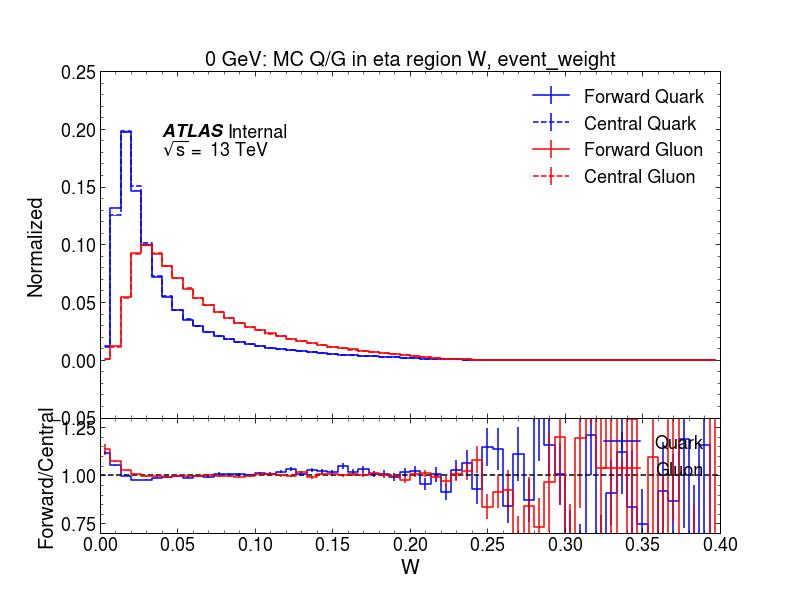 0 GeV: MC Q/G in eta region W, event_weight
0.25
0.20
0.15
0.10
0.05
0.00
0.05
Normalized
ATLAS Internal
√s = 13 TeV
Forward Quark
Central Quark
Forward Gluon
Central Gluon
1.25
1.00
0.75
Forward/Central
Quark
Gluon
0.00 0.05 0.10 0.15 0.20 0.25 0.30 0.35 0.40
W